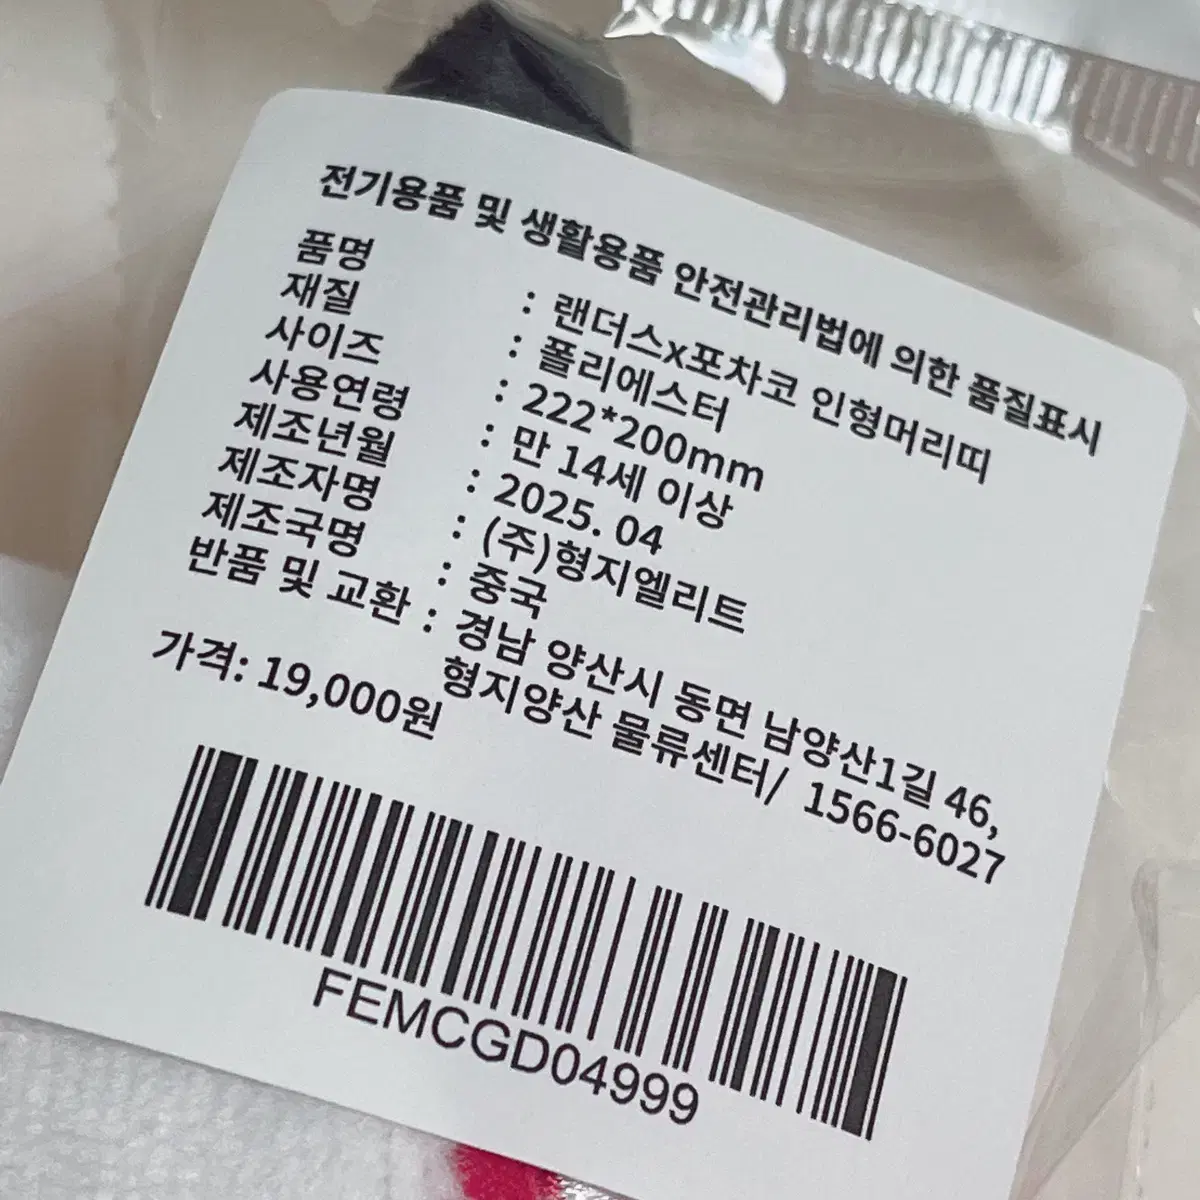 전기용품 및 생활용품 안전관리법에 의한 품질표시
품명 : 랜더스x포차코 인형머리띠
재질 : 폴리에스터
사이즈 : 222*200mm
사용연령 : 만 14세 이상
제조년월 : 2025. 04
제조자명 : (주)형지엘리트
제조국명 : 중국
반품 및 교환 : 경남 양산시 동면 남양산1길 46,
형지양산 물류센터/ 1566-6027
가격: 19,000원
FEMCGD04999